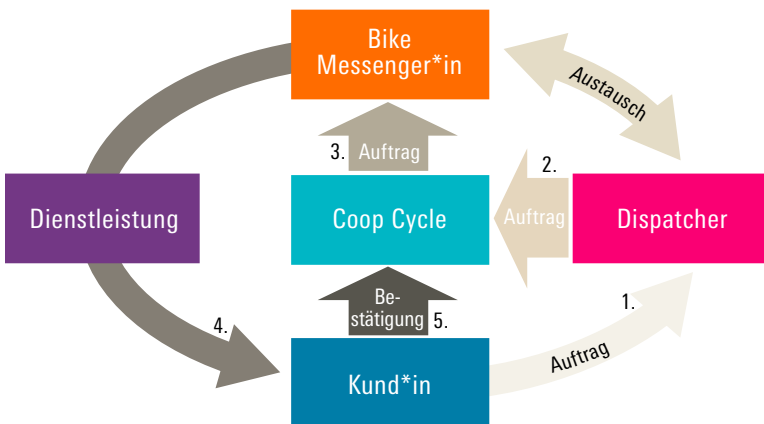 Bike
Messenger*in
Austausch
3. Auftrag
2.
Dienstleistung
Coop Cycle
Auftrag
Dispatcher
Be-
stätigung 5.
4.
1.
Auftrag
Kund*in